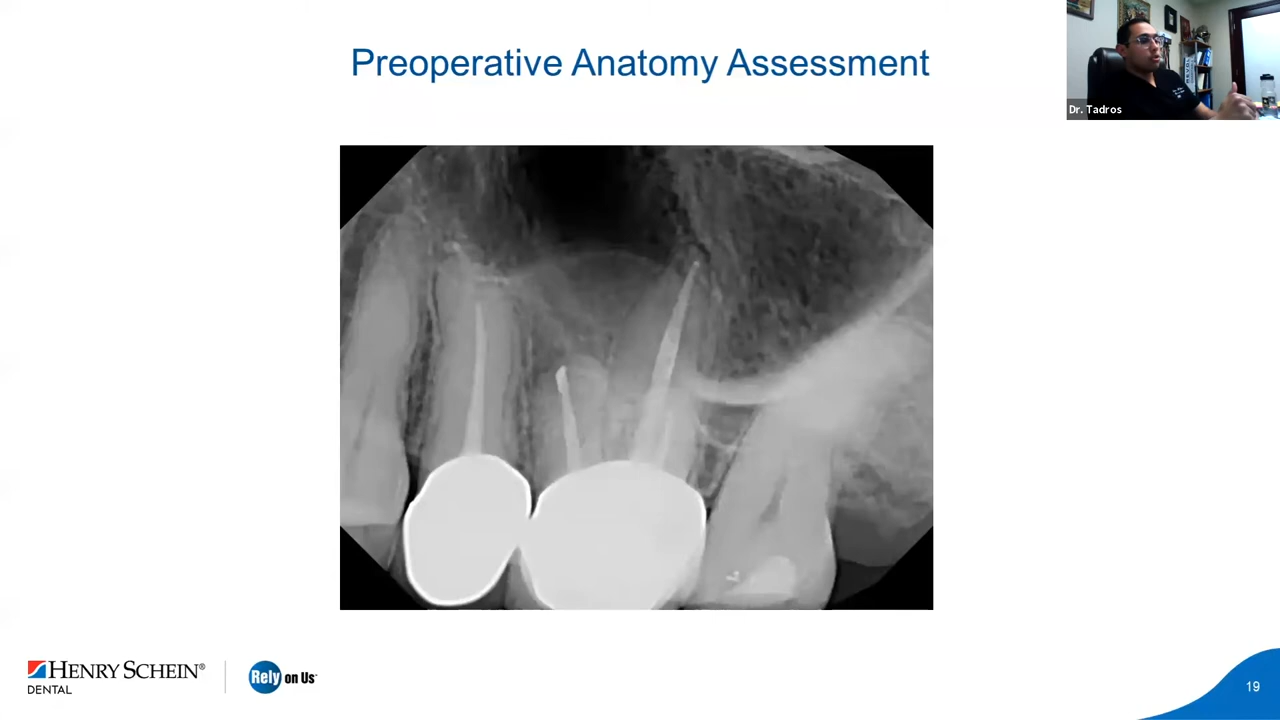 Preoperative Anatomy Assessment
Dr. Tadros
HENRY SCHEIN®
DENTAL
Rely on Us
19